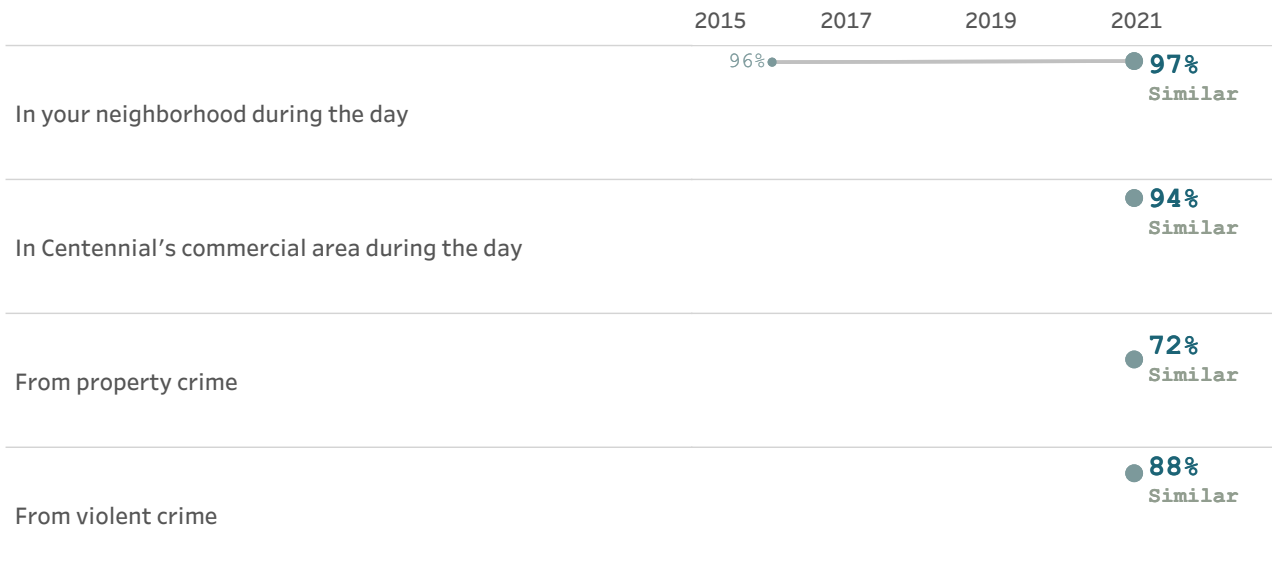 2015 2017 2019 2021
96% 97%
Similar
In your neighborhood during the day
94%
Similar
In Centennial's commercial area during the day
72%
Similar
From property crime
88%
Similar
From violent crime